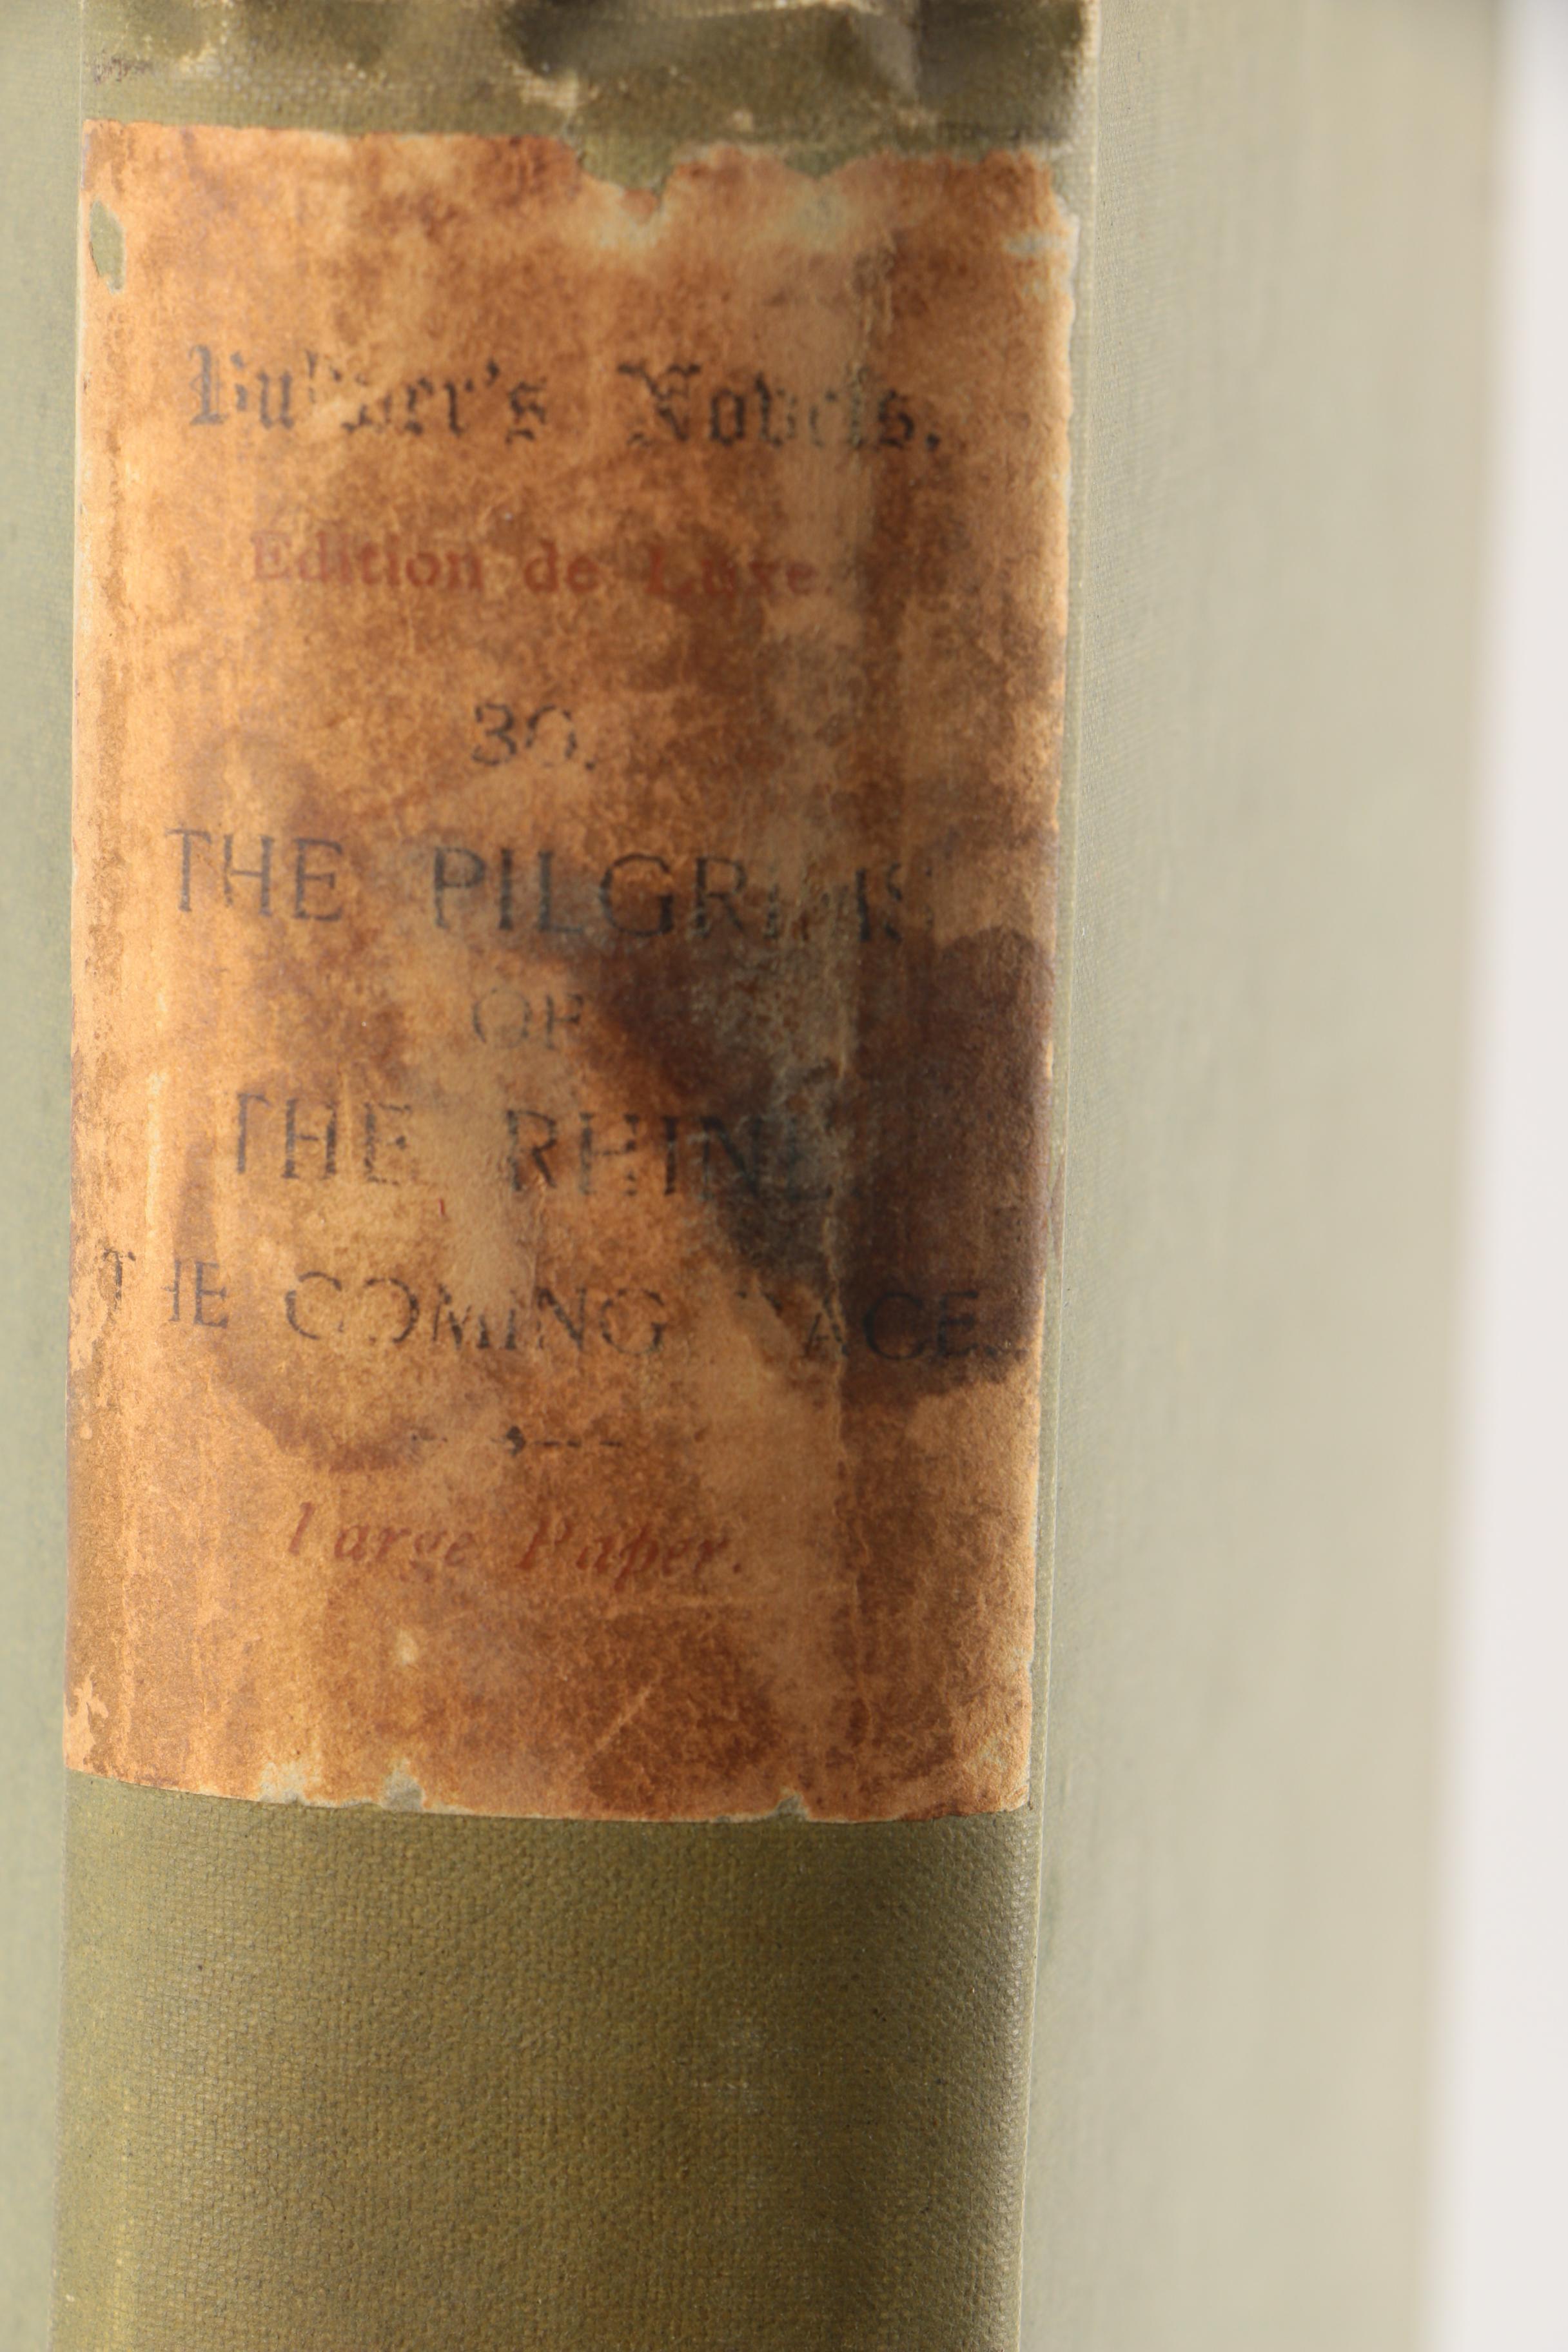 Bulwer's Novels.
Edition de Luxe
30.
THE PILGRIMS
OF
THE RHINE.
THE COMING RACE.
Large Paper.